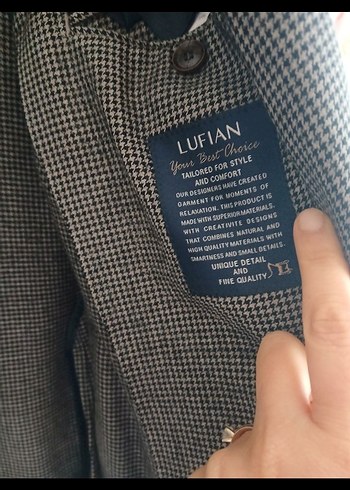 LUFIAN
Your Best Choice
TAILORED FOR STYLE
AND COMFORT
OUR DESIGNERS HAVE CREATED
GARMENT FOR MOMENTS OF
RELAXATION. THIS PRODUCT IS
MADE WITH SUPERIOR MATERIALS.
WITH CREATIVITE DESIGNS
THAT COMBINES NATURAL AND
HIGH QUALITY MATERIALS WITH
SMARTNESS AND SMALL DETAILS.
UNIQUE DETAIL
AND
FINE QUALITY